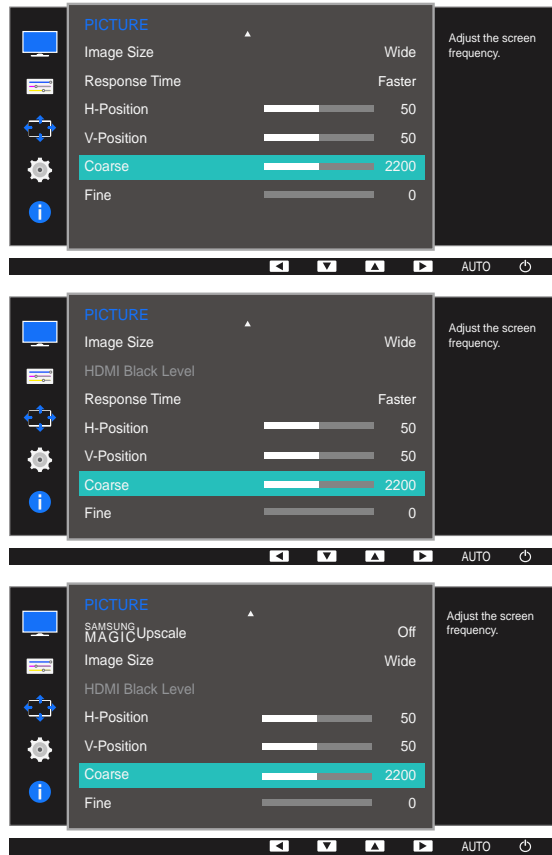 PICTURE
Image Size Wide
Response Time Faster
H-Position 50
V-Position 50
Coarse 2200
Fine 0
Adjust the screen
frequency.
AUTO
PICTURE
Image Size Wide
HDMI Black Level
Response Time Faster
H-Position 50
V-Position 50
Coarse 2200
Fine 0
Adjust the screen
frequency.
AUTO
PICTURE
SAMSUNG
MAGIC Upscale Off
Image Size Wide
HDMI Black Level
H-Position 50
V-Position 50
Coarse 2200
Fine 0
Adjust the screen
frequency.
AUTO